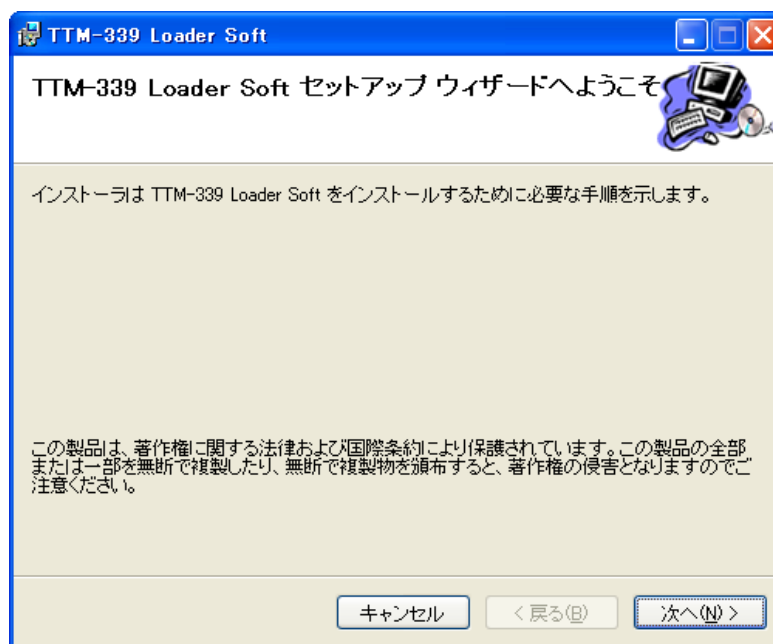 TTM-339 Loader Soft
TTM-339 Loader Soft セットアップ ウィザードへようこそ
インストーラは TTM-339 Loader Soft をインストールするために必要な手順を示します。
この製品は、著作権に関する法律および国際条約により保護されています。この製品の全部
または一部を無断で複製したり、無断で複製物を頒布すると、著作権の侵害となりますのでご
注意ください。
キャンセル
< 戻る(B)
次へ(N) >